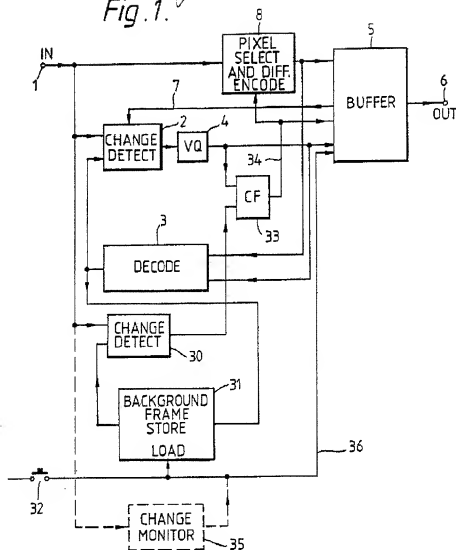 Fig. 1.
IN
1
8
PIXEL
SELECT
AND DIFF.
ENCODE
5
BUFFER
6
OUT
7
2
CHANGE
DETECT
4
VQ
34
CF
33
3
DECODE
CHANGE
DETECT
30
31
BACKGROUND
FRAME
STORE
LOAD
36
32
CHANGE
MONITOR
35